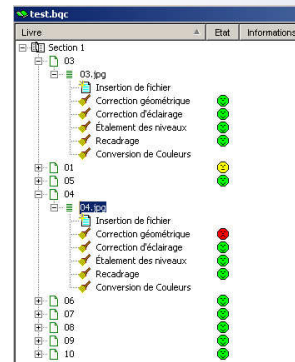 test.bqc
Livre Etat Informations
Section 1
03
03.jpg
Insertion de fichier
Correction géométrique
Correction d'éclairage
Étalement des niveaux
Recadrage
Conversion de Couleurs
01
05
04
04.jpg
Insertion de fichier
Correction géométrique
Correction d'éclairage
Étalement des niveaux
Recadrage
Conversion de Couleurs
06
07
08
09
10